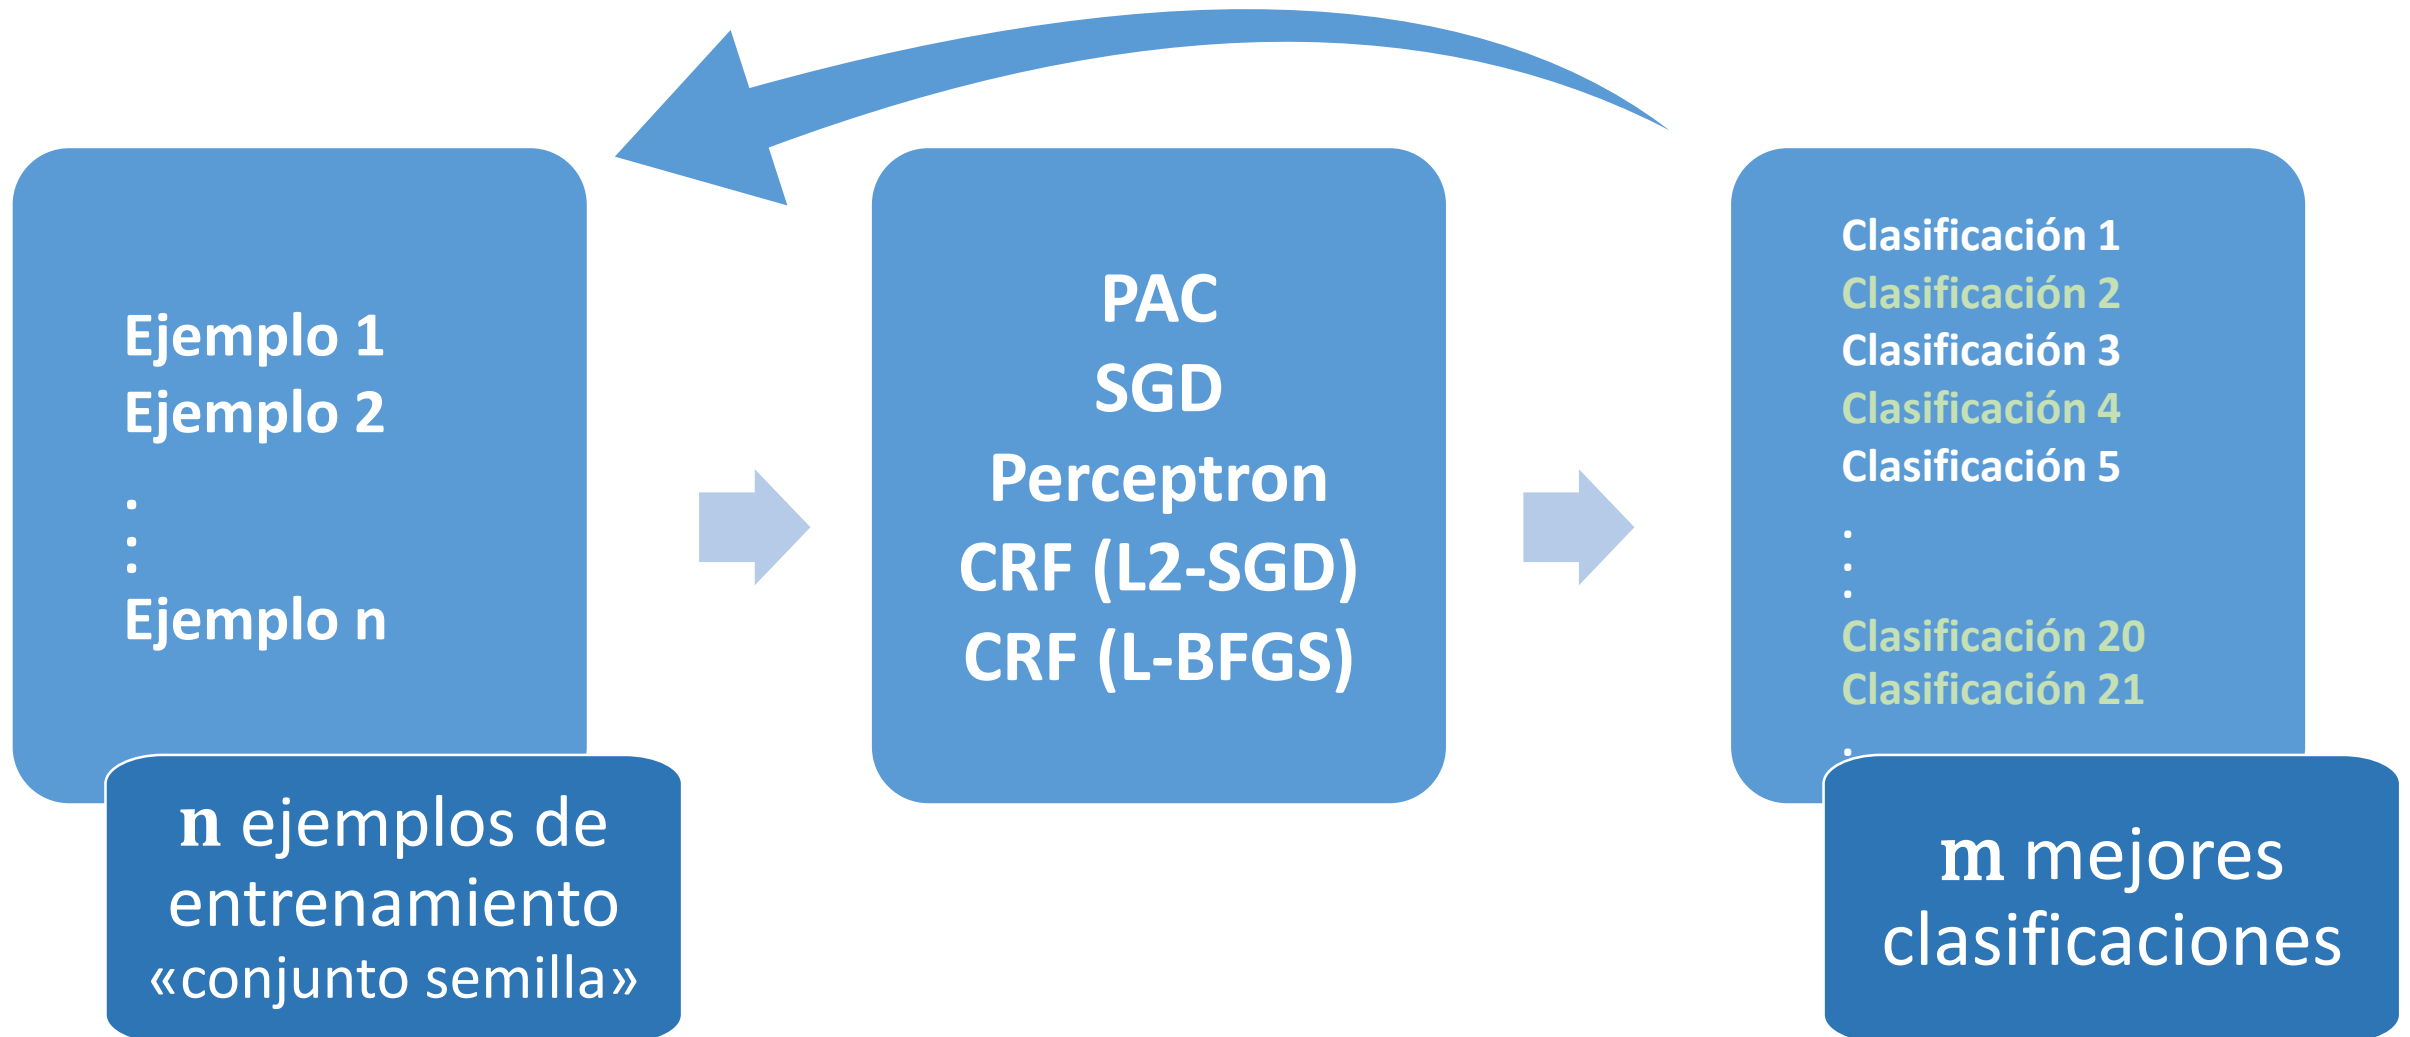 Ejemplo 1
Ejemplo 2
.
.
.
Ejemplo n
n ejemplos de
entrenamiento
«conjunto semilla»
PAC
SGD
Perceptron
CRF (L2-SGD)
CRF (L-BFGS)
Clasificación 1
Clasificación 2
Clasificación 3
Clasificación 4
Clasificación 5
.
.
.
Clasificación 20
Clasificación 21
.
m mejores
clasificaciones